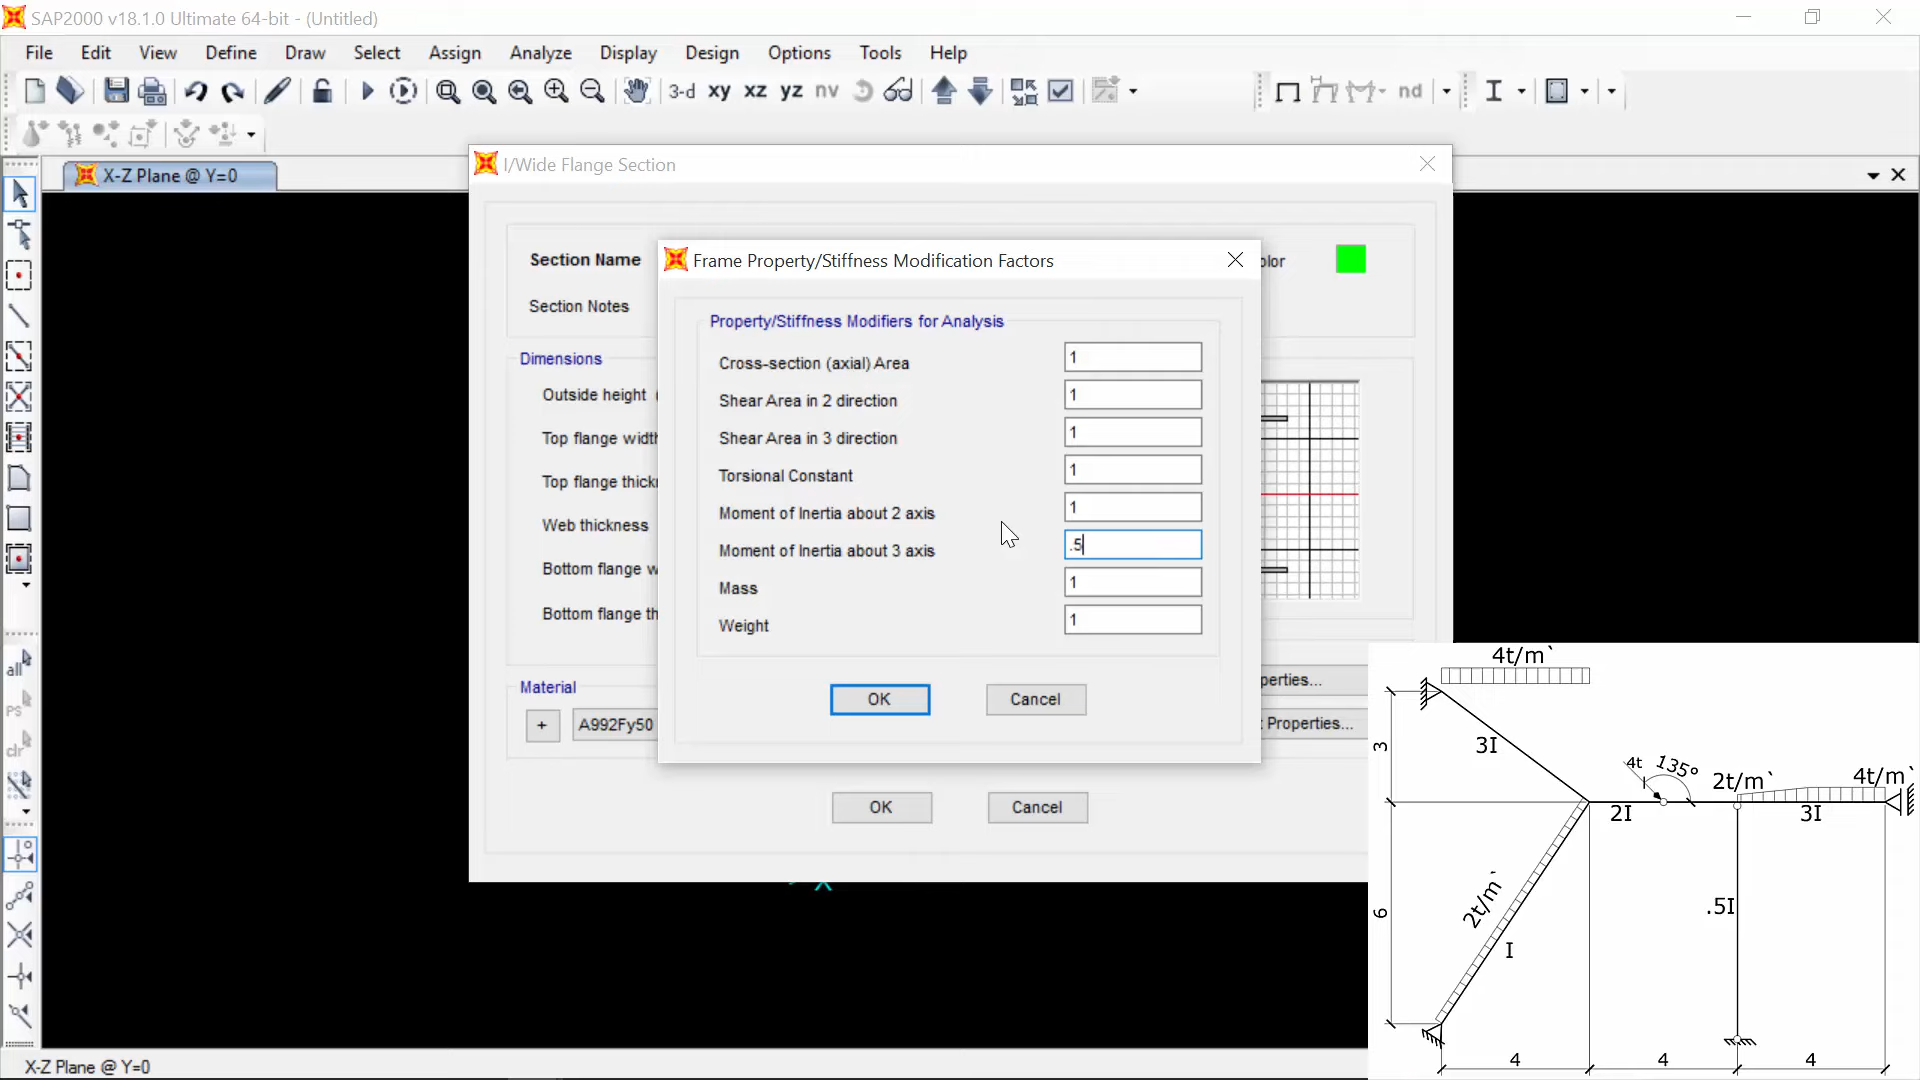 SAP2000 v18.1.0 Ultimate 64-bit - (Untitled)
File Edit View Define Draw Select Assign Analyze Display Design Options Tools Help
3-d xy xz yz nv nd
X-Z Plane @ Y=0
I/Wide Flange Section
Section Name
olor
Section Notes
Dimensions
Outside height (
Top flange width
Top flange thick
Web thickness
Bottom flange w
Bottom flange th
Material
+ A992Fy50
perties...
t Properties...
OK Cancel
Frame Property/Stiffness Modification Factors
Property/Stiffness Modifiers for Analysis
Cross-section (axial) Area 1
Shear Area in 2 direction 1
Shear Area in 3 direction 1
Torsional Constant 1
Moment of Inertia about 2 axis 1
Moment of Inertia about 3 axis .5
Mass 1
Weight 1
OK Cancel
all
ps
clr
X
4t/m`
3
3I
4t 135° 2t/m` 4t/m`
2I 3I
6
2t/m`
.5I
I
4 4 4
X-Z Plane @ Y=0